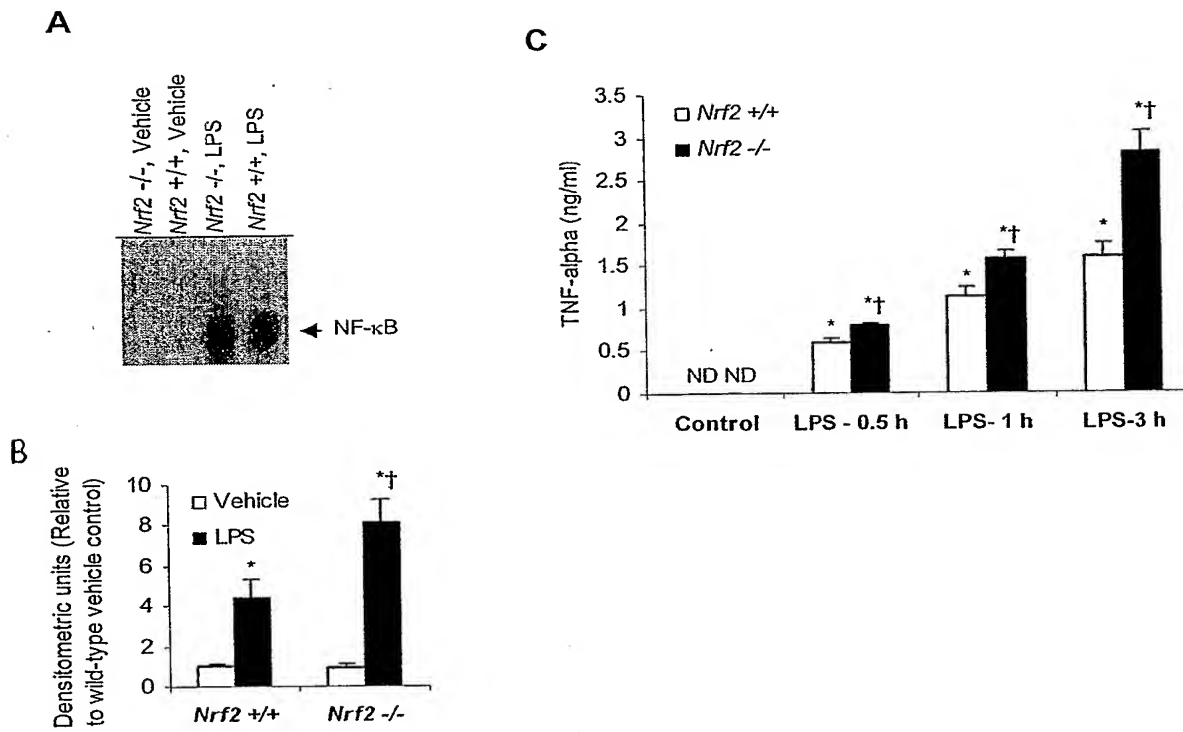 A
Nrf2 -/-, Vehicle
Nrf2 +/+, Vehicle
Nrf2 -/-, LPS
Nrf2 +/+, LPS
NF-κB
B
Densitometric units (Relative
to wild-type vehicle control)
10
8
6
4
2
0
Vehicle
LPS
*
*†
Nrf2 +/+
Nrf2 -/-
C
TNF-alpha (ng/ml)
3.5
3
2.5
2
1.5
1
0.5
0
Nrf2 +/+
Nrf2 -/-
ND ND
*
*†
*
*†
*
*†
Control
LPS - 0.5 h
LPS- 1 h
LPS-3 h